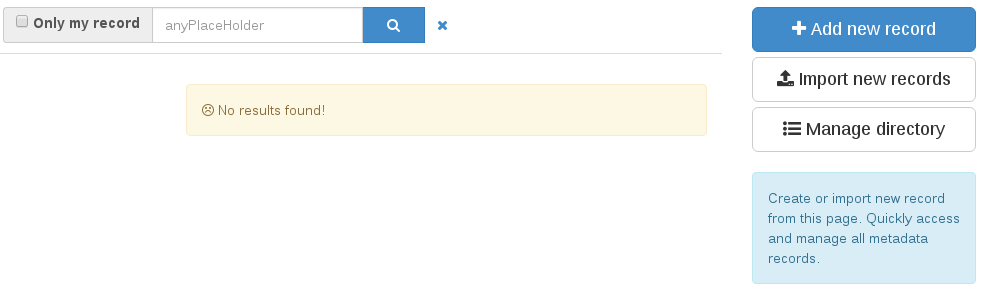 Only my record
anyPlaceHolder
No results found!
Add new record
Import new records
Manage directory
Create or import new record
from this page. Quickly access
and manage all metadata
records.